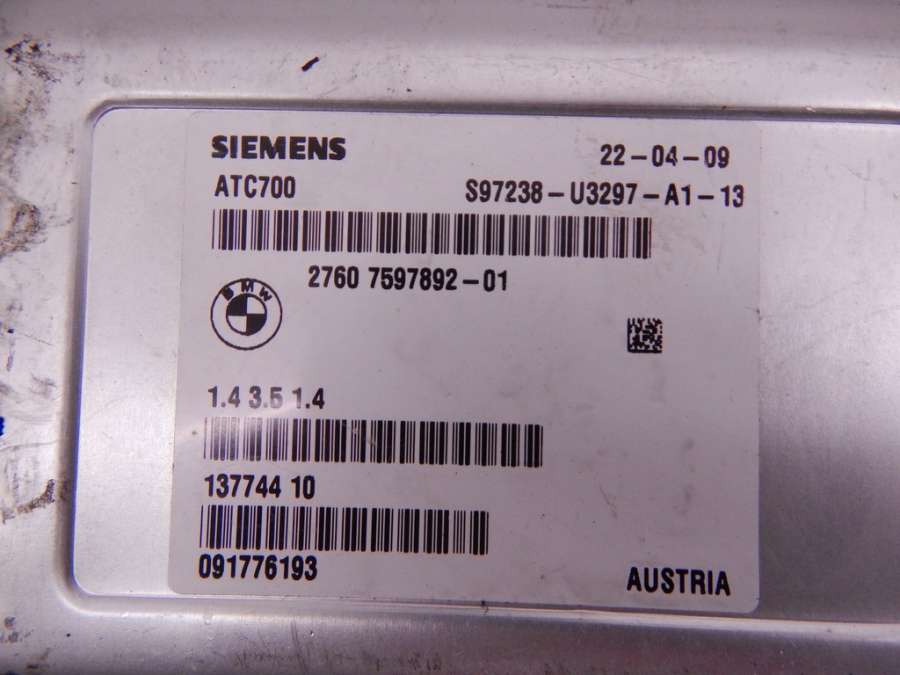 SIEMENS 22-04-09
ATC700 S97238-U3297-A1-13
2760 7597892-01
BMW
1.4 3.5 1.4
137744 10
091776193
AUSTRIA